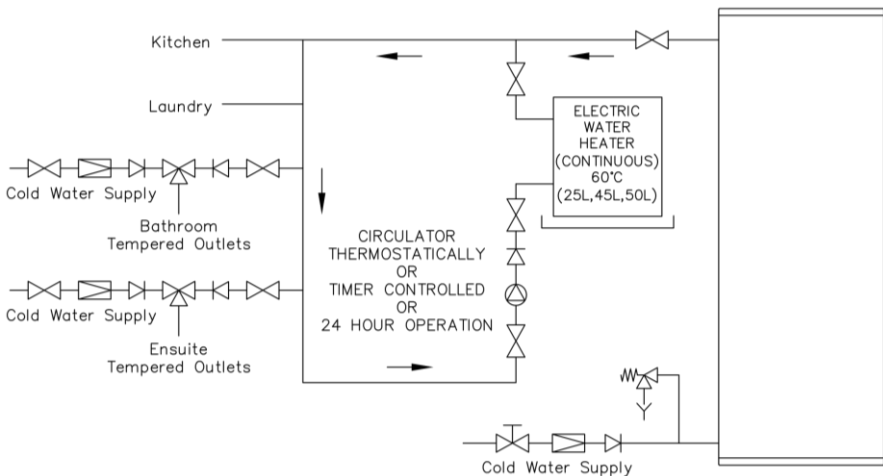 Kitchen
Laundry
Cold Water Supply
Bathroom
Tempered Outlets
Cold Water Supply
Ensuite
Tempered Outlets
CIRCULATOR
THERMOSTATICALLY
OR
TIMER CONTROLLED
OR
24 HOUR OPERATION
ELECTRIC
WATER
HEATER
(CONTINUOUS)
60°C
(25L,45L,50L)
Cold Water Supply